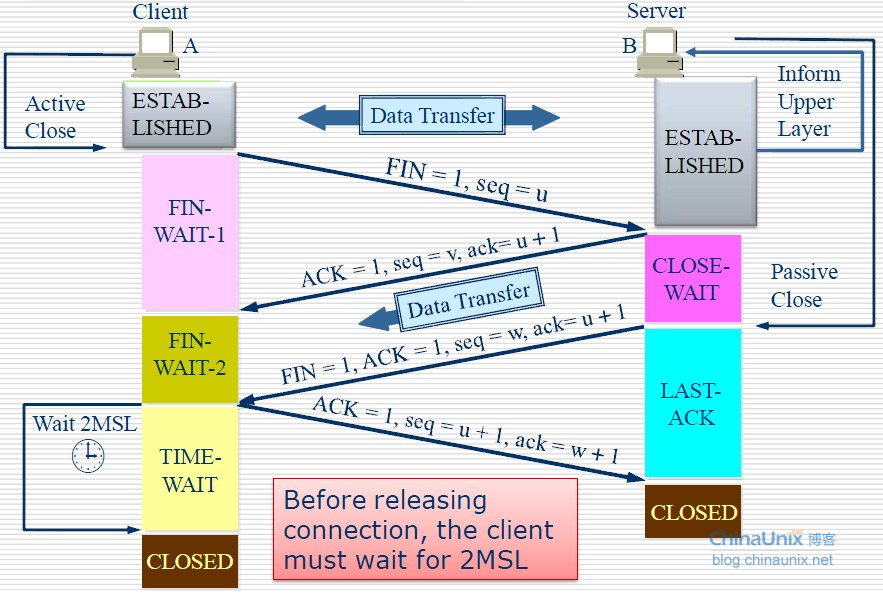 Client
Server
A
B
Active
Close
ESTAB-
LISHED
Data Transfer
Inform
Upper
Layer
ESTAB-
LISHED
FIN = 1, seq = u
FIN-
WAIT-1
ACK = 1, seq = v, ack= u + 1
CLOSE-
WAIT
Passive
Close
Data Transfer
FIN-
WAIT-2
FIN = 1, ACK = 1, seq = w, ack= u + 1
LAST-
ACK
Wait 2MSL
ACK = 1, seq = u + 1, ack = w + 1
TIME-
WAIT
Before releasing
connection, the client
must wait for 2MSL
CLOSED
CLOSED
ChinaUnix 博客
blog.chinaunix.net